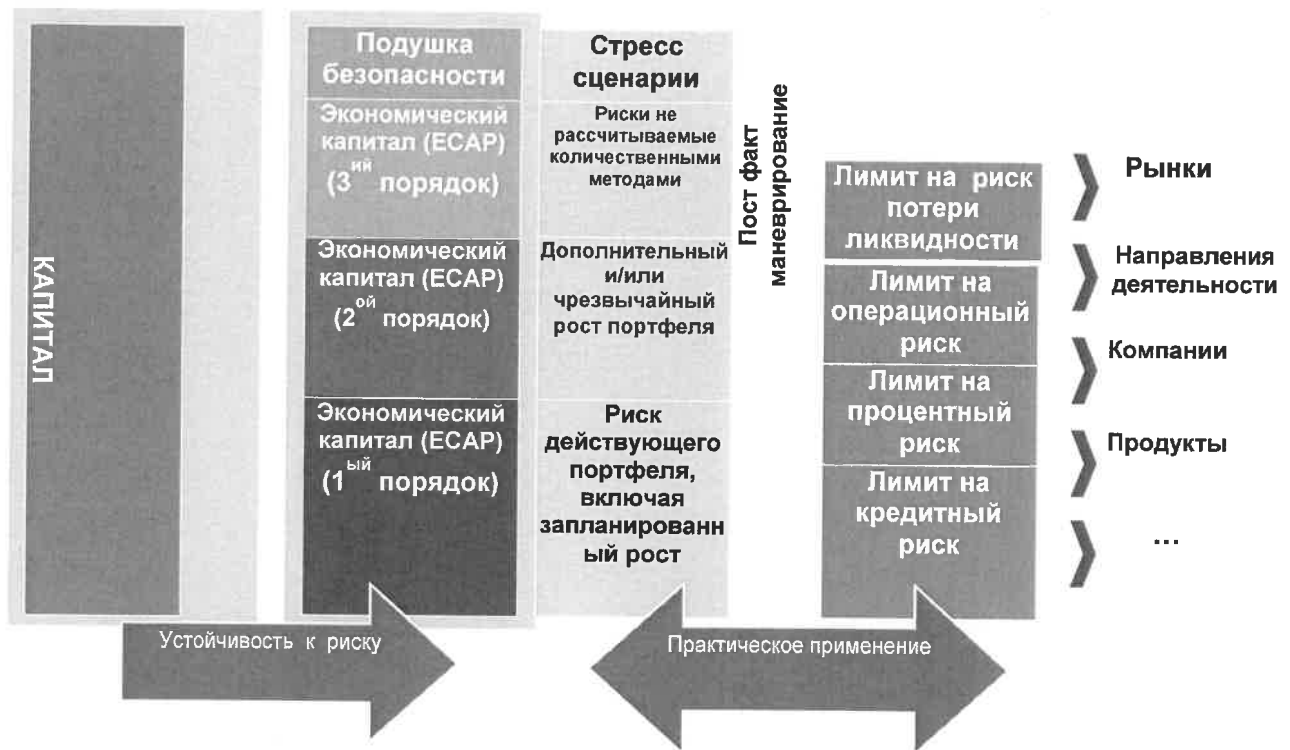 КАПИТАЛ
Подушка
безопасности
Экономический
капитал (ECAP)
(3ий порядок)
Экономический
капитал (ECAP)
(2ой порядок)
Экономический
капитал (ECAP)
(1ый порядок)
Стресс
сценарии
Риски не
рассчитываемые
количественными
методами
Дополнительный
и/или
чрезвычайный
рост портфеля
Риск
действующего
портфеля,
включая
запланированн
ый рост
Пост факт
маневрирование
Лимит на риск
потери
ликвидности
Лимит на
операционный
риск
Лимит на
процентный
риск
Лимит на
кредитный
риск
Рынки
Направления
деятельности
Компании
Продукты
...
Устойчивость к риску
Практическое применение